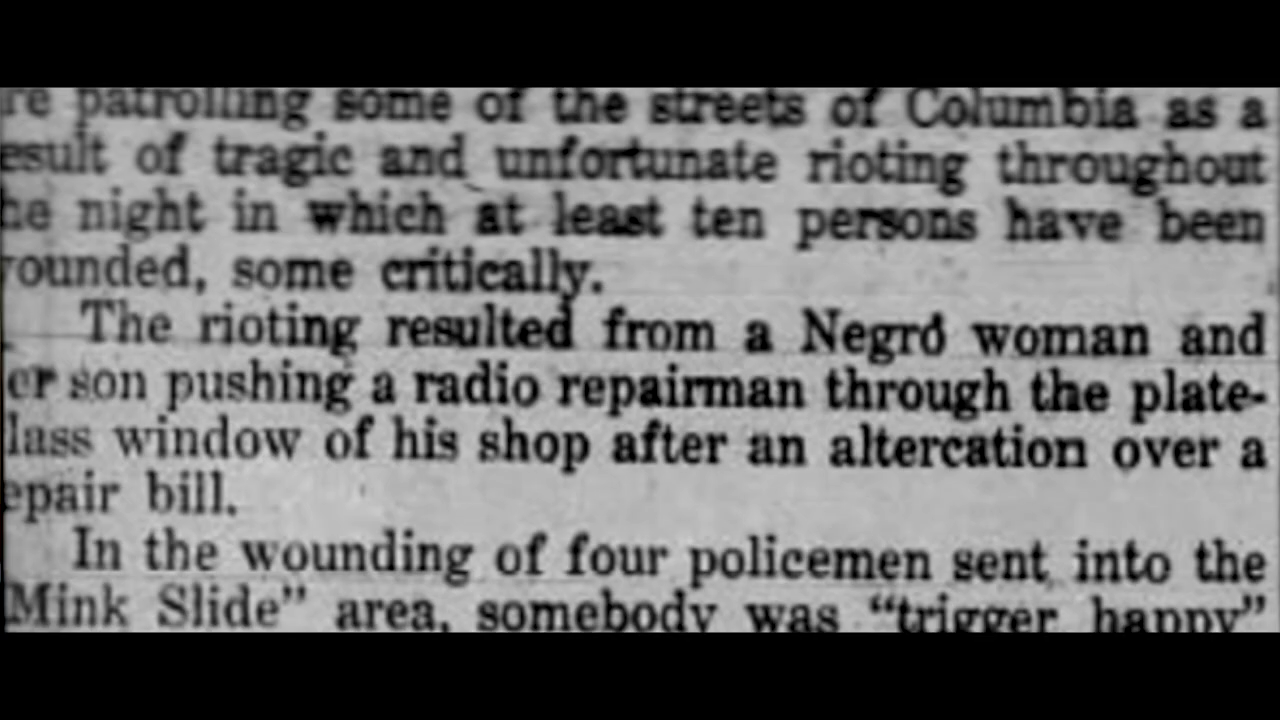 re patrolling some of the streets of Columbia as a
esult of tragic and unfortunate rioting throughout
he night in which at least ten persons have been
ounded, some critically.
The rioting resulted from a Negro woman and
er son pushing a radio repairman through the plate-
lass window of his shop after an altercation over a
epair bill.
In the wounding of four policemen sent into the
Mink Slide” area, somebody was “trigger happy”